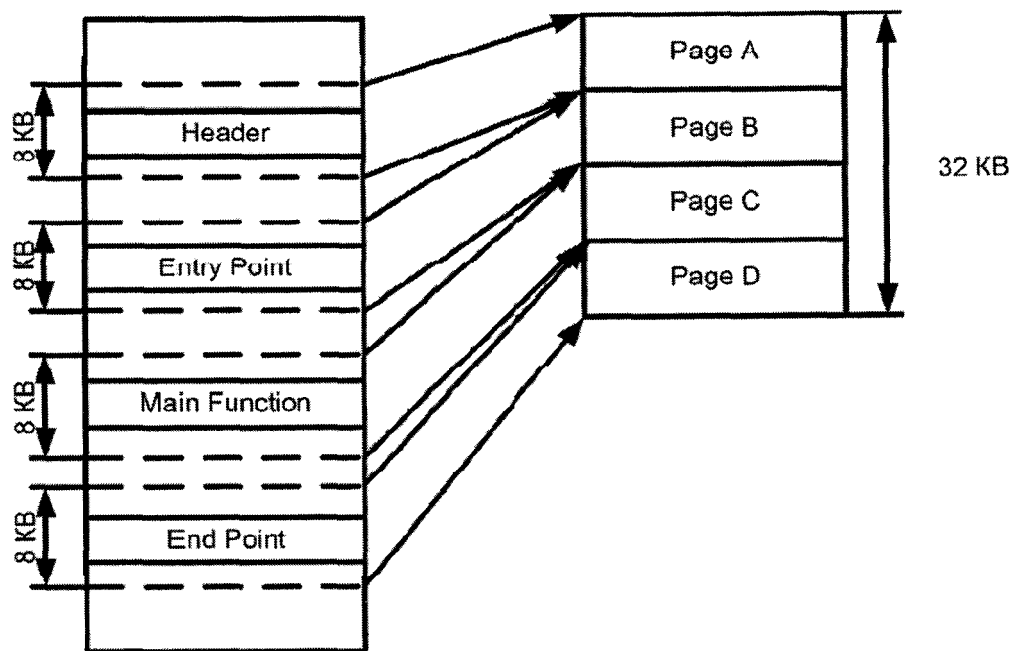 Page A
8 KB
Header
Page B
32 KB
Page C
8 KB
Entry Point
Page D
8 KB
Main Function
8 KB
End Point